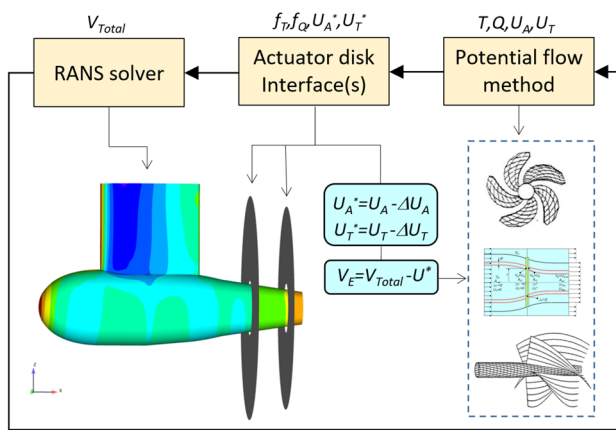 V_Total
f_T,f_Q,U_A*,U_T*
T,Q,U_A,U_T
RANS solver
Actuator disk
Interface(s)
Potential flow
method
U_A*=U_A-ΔU_A
U_T*=U_T-ΔU_T
V_E=V_Total-U*
z
x